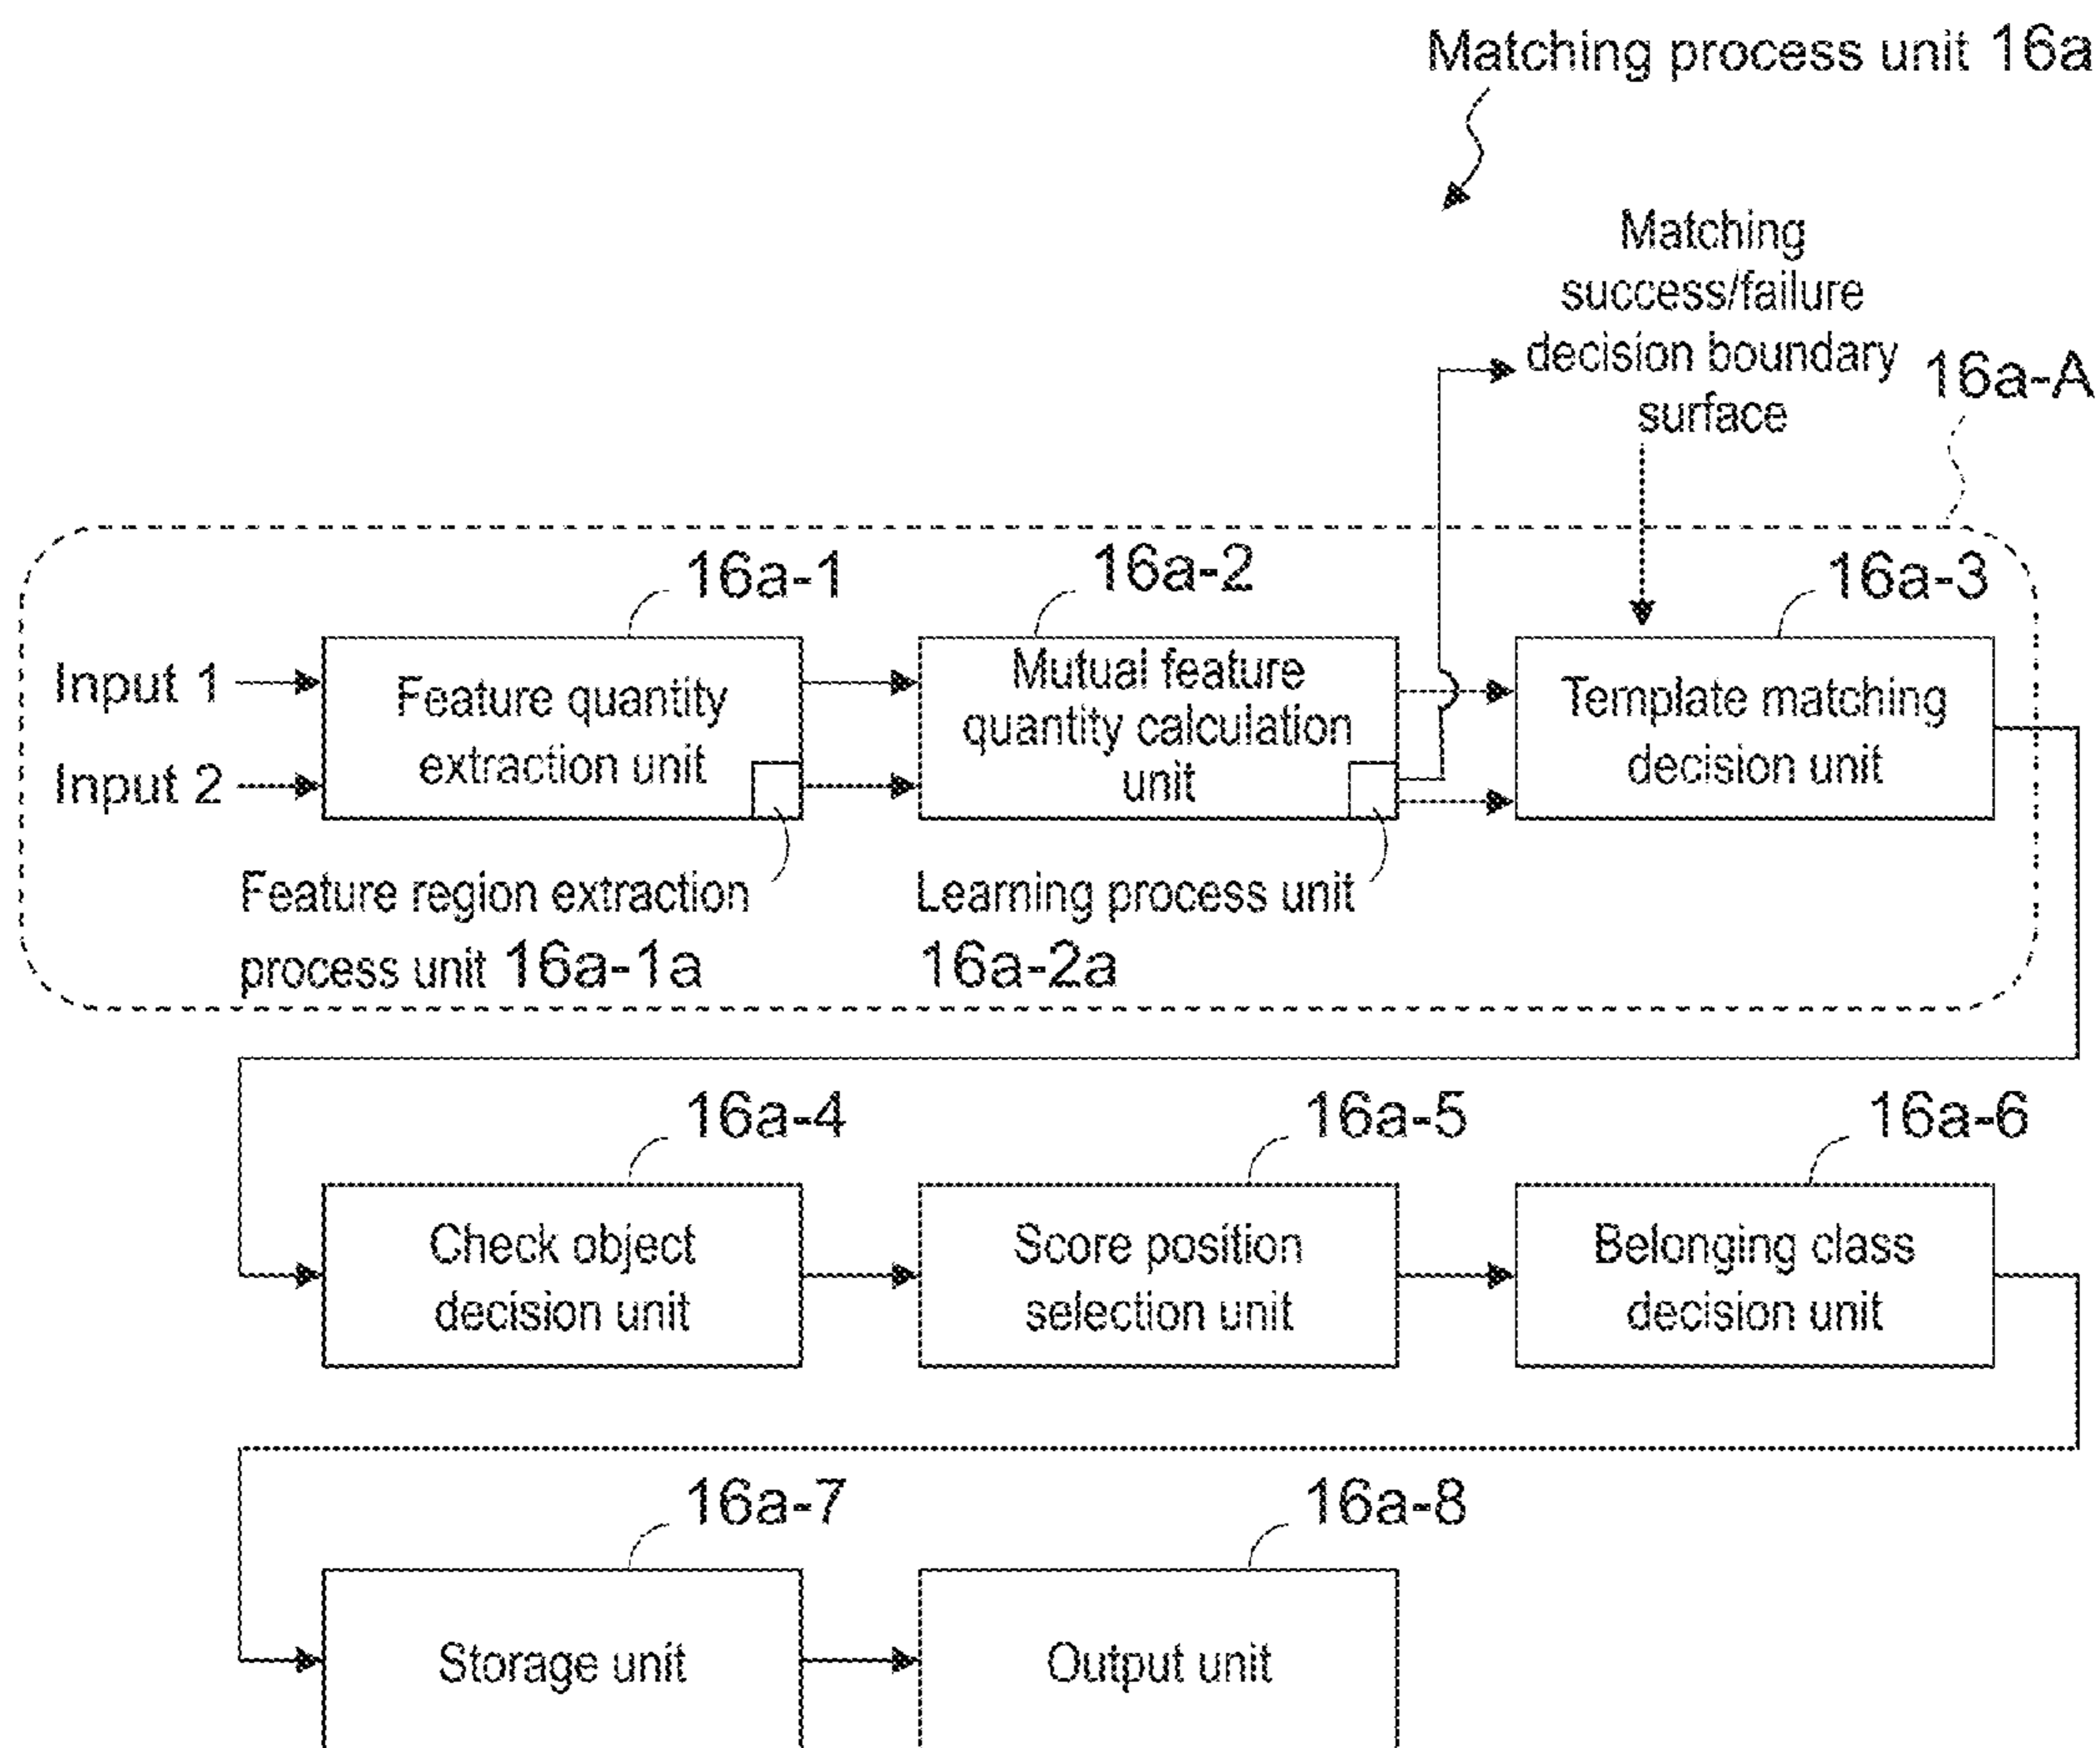 Matching process unit 16a
Matching
success/failure
decision boundary
surface
16a-A
16a-1
16a-2
16a-3
Input 1
Input 2
Feature quantity
extraction unit
Mutual feature
quantity calculation
unit
Template matching
decision unit
Feature region extraction
process unit 16a-1a
Learning process unit
16a-2a
16a-4
16a-5
16a-6
Check object
decision unit
Score position
selection unit
Belonging class
decision unit
16a-7
16a-8
Storage unit
Output unit